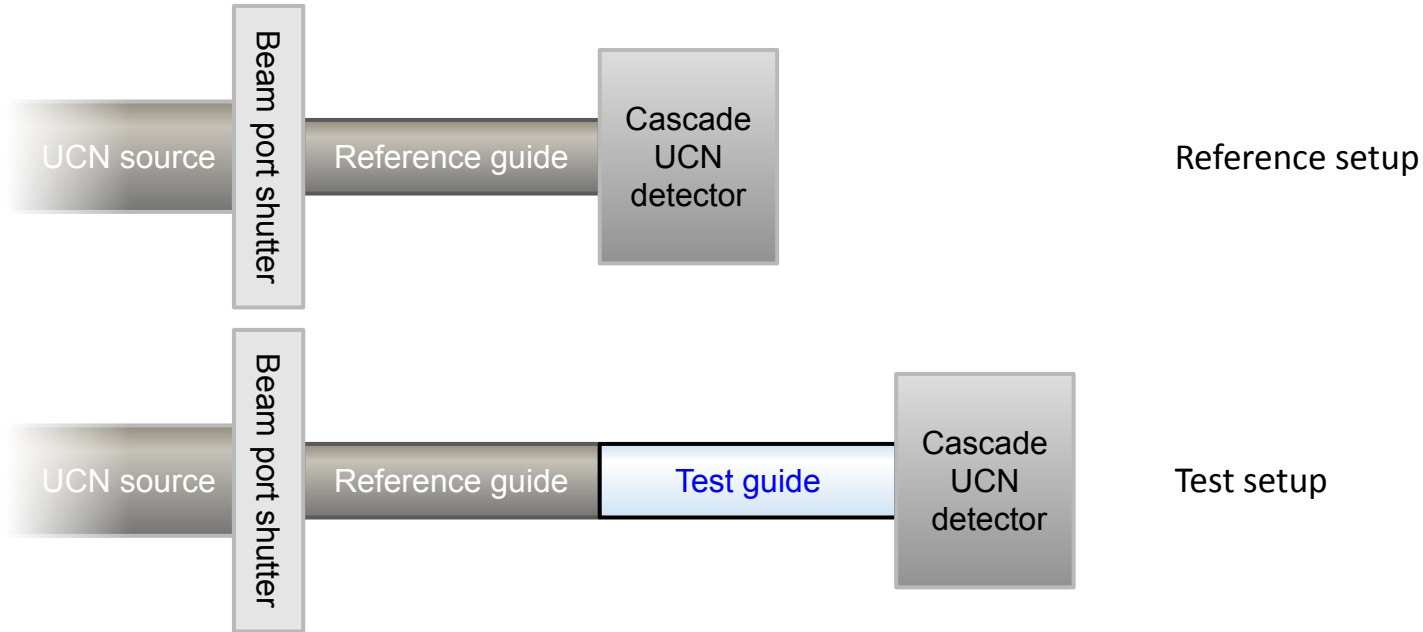 UCN source
Beam port shutter
Reference guide
Cascade
UCN
detector
Reference setup
UCN source
Beam port shutter
Reference guide
Test guide
Cascade
UCN
detector
Test setup